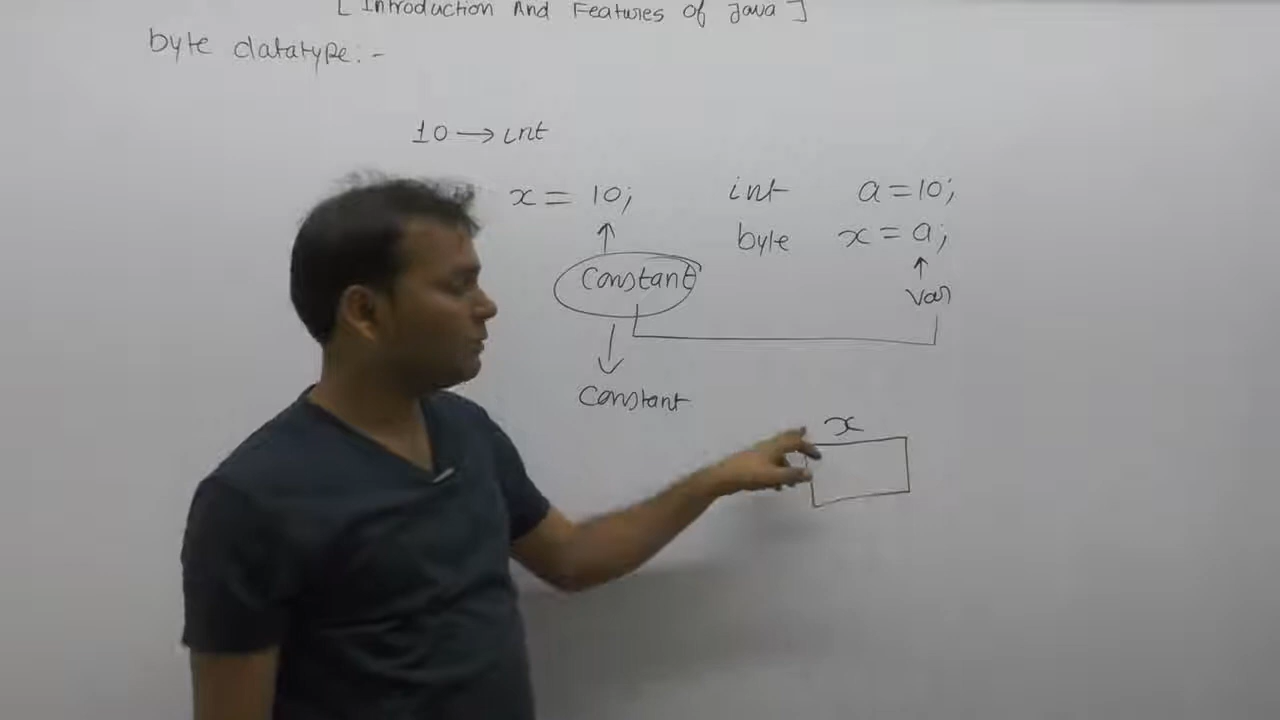 [Introduction And Features Of Java]
byte datatype:-
10 → int
x = 10;
int a = 10;
byte x = a;
Constant
Var
Constant
x